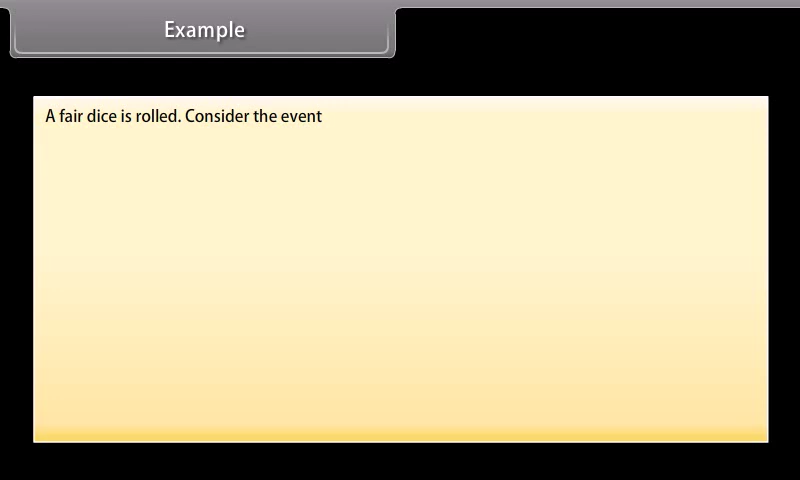 Example
A fair dice is rolled. Consider the event